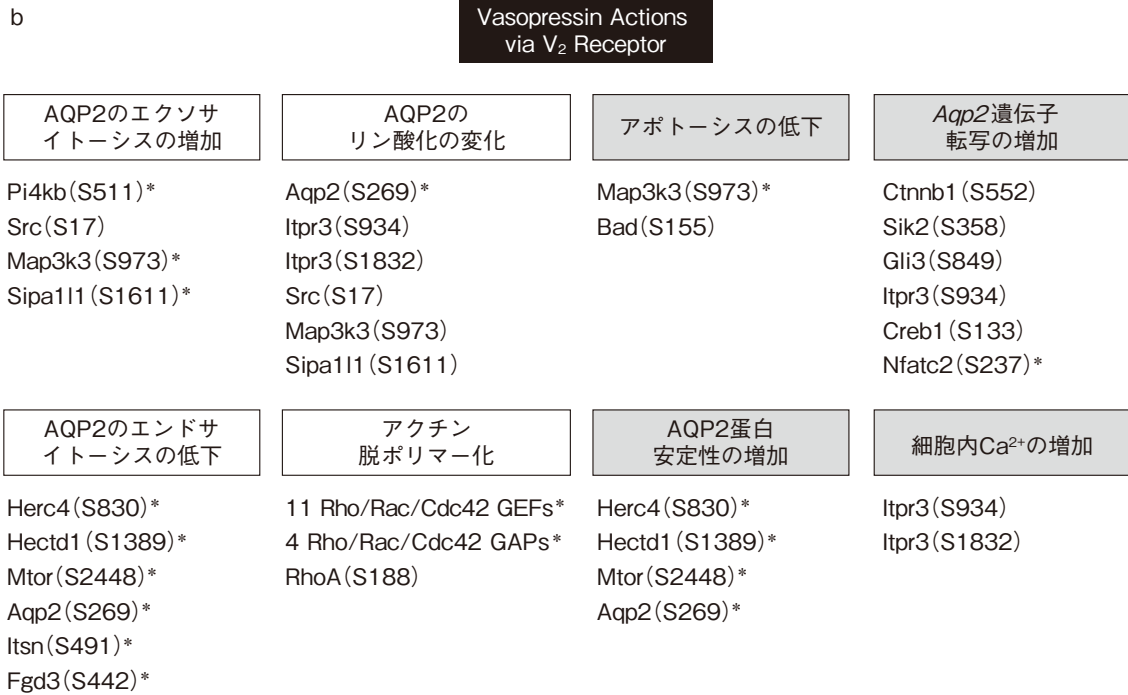 b
Vasopressin Actions
via V₂ Receptor
AQP2のエクソサ
イトーシスの増加
Pi4kb(S511)*
Src(S17)
Map3k3(S973)*
Sipa1l1(S1611)*
AQP2の
リン酸化の変化
Aqp2(S269)*
Itpr3(S934)
Itpr3(S1832)
Src(S17)
Map3k3(S973)
Sipa1l1(S1611)
アポトーシスの低下
Map3k3(S973)*
Bad(S155)
Aqp2遺伝子
転写の増加
Ctnnb1(S552)
Sik2(S358)
Gli3(S849)
Itpr3(S934)
Creb1(S133)
Nfatc2(S237)*
AQP2のエンドサ
イトーシスの低下
Herc4(S830)*
Hectd1(S1389)*
Mtor(S2448)*
Aqp2(S269)*
Itsn(S491)*
Fgd3(S442)*
アクチン
脱ポリマー化
11 Rho/Rac/Cdc42 GEFs*
4 Rho/Rac/Cdc42 GAPs*
RhoA(S188)
AQP2蛋白
安定性の増加
Herc4(S830)*
Hectd1(S1389)*
Mtor(S2448)*
Aqp2(S269)*
細胞内Ca²⁺の増加
Itpr3(S934)
Itpr3(S1832)